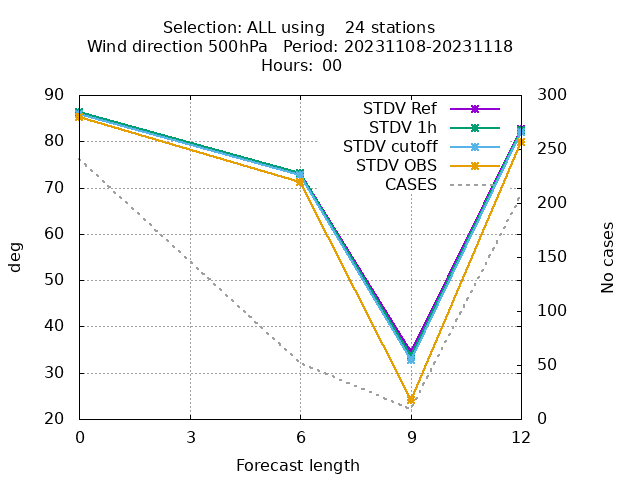 Selection: ALL using    24 stations
Wind direction 500hPa   Period: 20231108-20231118
Hours: 00
90
80
70
60
50
40
30
20
300
250
200
150
100
50
0
0
3
6
9
12
STDV Ref
STDV 1h
STDV cutoff
STDV OBS
CASES
deg
No cases
Forecast length